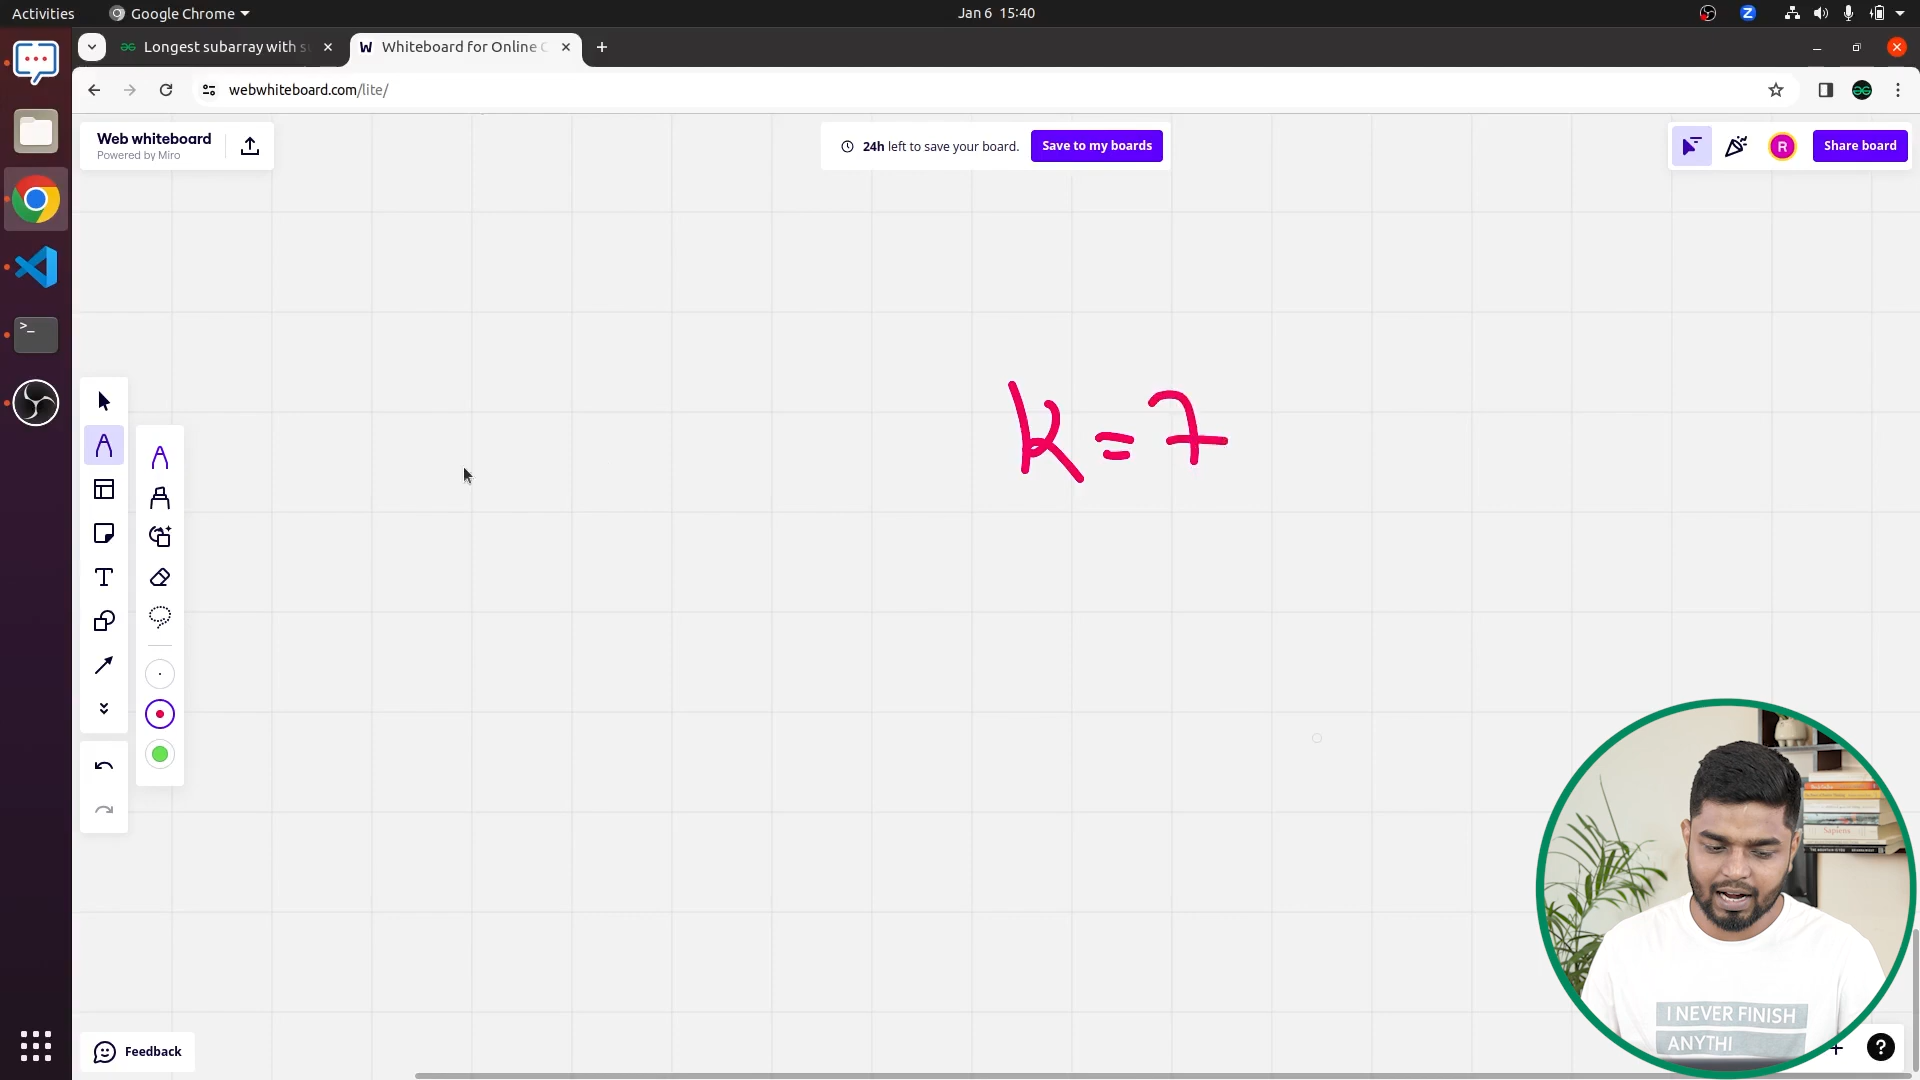 Activities
Google Chrome
Jan 6 15:40
Z
Longest subarray with s
W Whiteboard for Online C
webwhiteboard.com/lite/
Web whiteboard
Powered by Miro
24h left to save your board.
Save to my boards
R
Share board
k=7
T
Feedback
I NEVER FINISH
ANYTHI
+
?